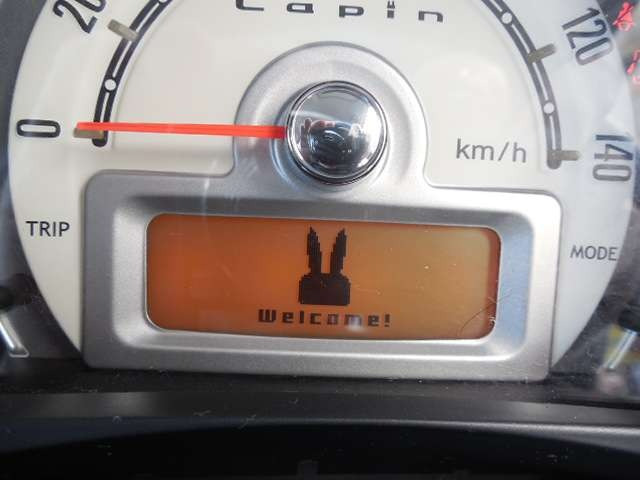 Lapin
20
120
0
140
km/h
TRIP
MODE
Welcome!